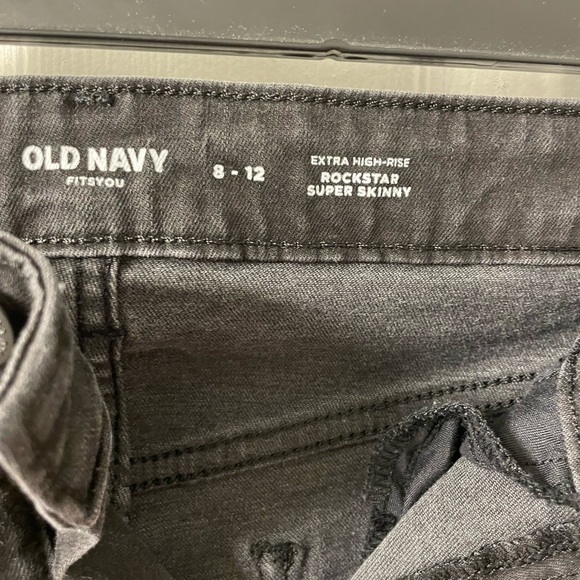 OLD NAVY
FITSYOU
8 - 12
EXTRA HIGH-RISE
ROCKSTAR
SUPER SKINNY